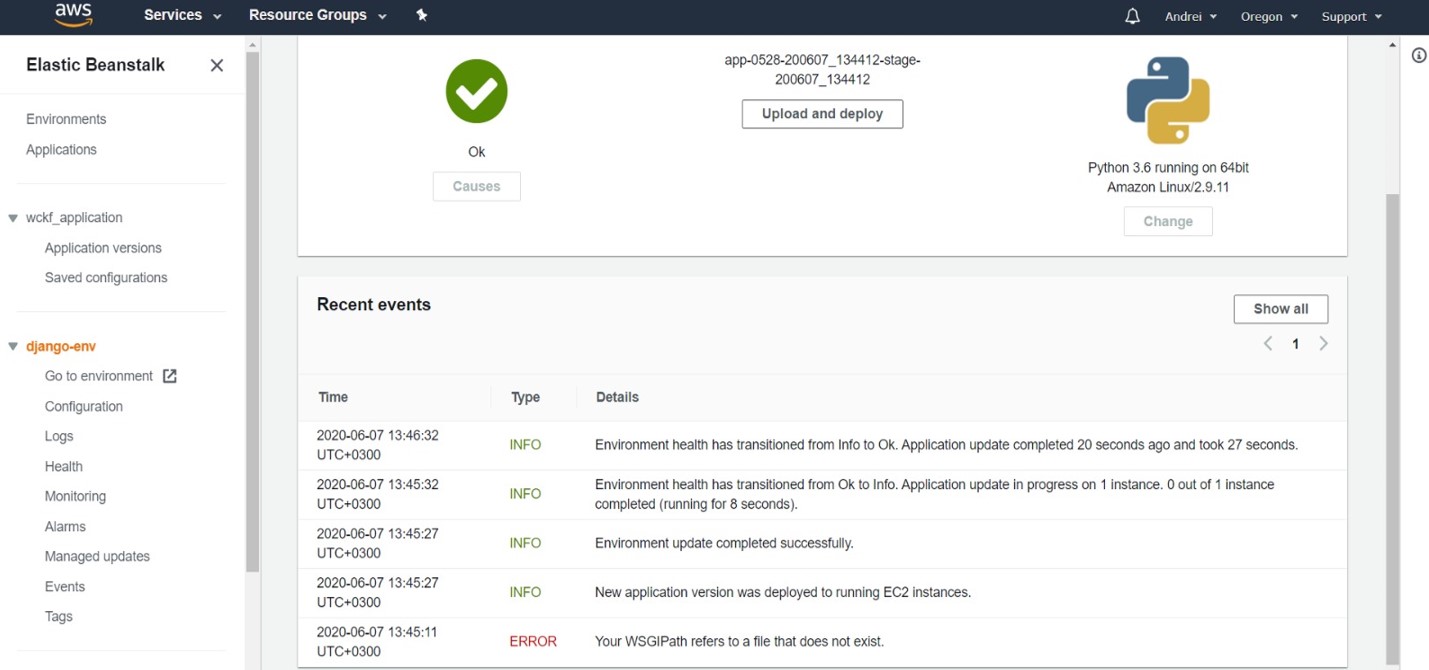 aws
Services
Resource Groups
Andrei
Oregon
Support
Elastic Beanstalk
Environments
Applications
wckf_application
Application versions
Saved configurations
django-env
Go to environment
Configuration
Logs
Health
Monitoring
Alarms
Managed updates
Events
Tags
Ok
Causes
app-0528-200607_134412-stage-
200607_134412
Upload and deploy
Python 3.6 running on 64bit
Amazon Linux/2.9.11
Change
Recent events
Show all
1
Time Type Details
2020-06-07 13:46:32
UTC+0300
INFO
Environment health has transitioned from Info to Ok. Application update completed 20 seconds ago and took 27 seconds.
2020-06-07 13:45:32
UTC+0300
INFO
Environment health has transitioned from Ok to Info. Application update in progress on 1 instance. 0 out of 1 instance
completed (running for 8 seconds).
2020-06-07 13:45:27
UTC+0300
INFO
Environment update completed successfully.
2020-06-07 13:45:27
UTC+0300
INFO
New application version was deployed to running EC2 instances.
2020-06-07 13:45:11
UTC+0300
ERROR
Your WSGIPath refers to a file that does not exist.